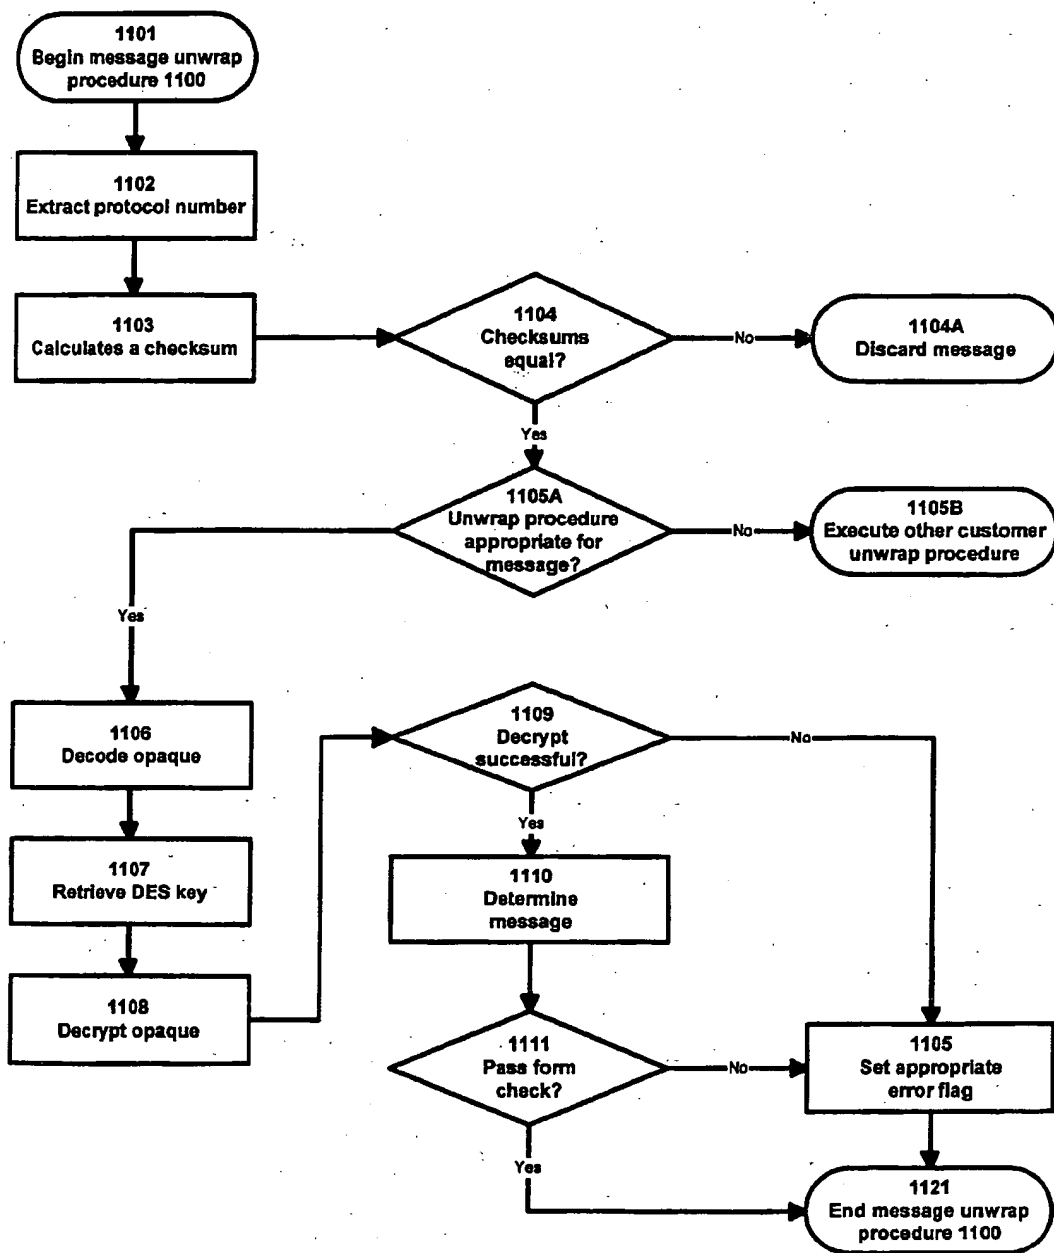 1101
Begin message unwrap
procedure 1100
1102
Extract protocol number
1103
Calculates a checksum
1104
Checksums
equal?
No
1104A
Discard message
Yes
1105A
Unwrap procedure
appropriate for
message?
No
1105B
Execute other customer
unwrap procedure
Yes
1106
Decode opaque
1107
Retrieve DES key
1108
Decrypt opaque
1109
Decrypt
successful?
No
Yes
1110
Determine
message
1111
Pass form
check?
No
1105
Set appropriate
error flag
Yes
1121
End message unwrap
procedure 1100